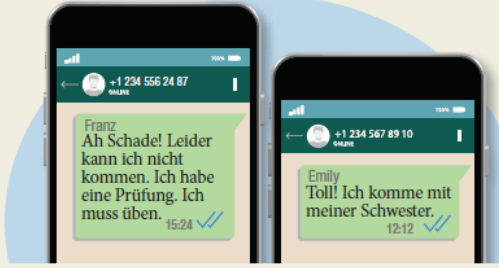 100%
+1 234 556 24 87
ONLINE
Franz
Ah Schade! Leider
kann ich nicht
kommen. Ich habe
eine Prüfung. Ich
muss üben.
15:24
100%
+1 234 567 89 10
ONLINE
Emily
Toll! Ich komme mit
meiner Schwester.
12:12